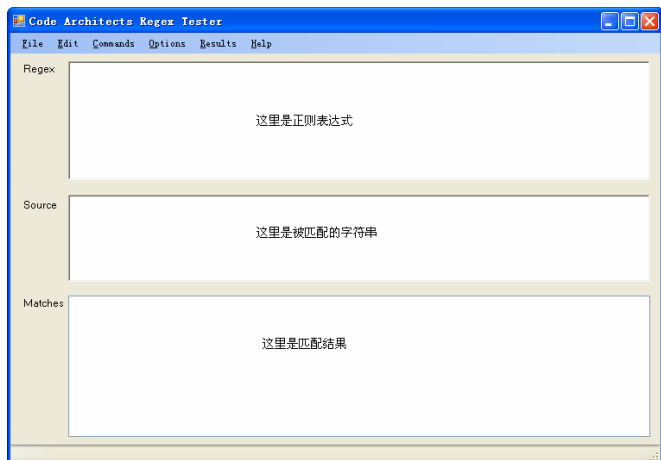 Code Architects Regex Tester
File Edit Commands Options Results Help
Regex
这里是正则表达式
Source
这里是被匹配的字符串
Matches
这里是匹配结果